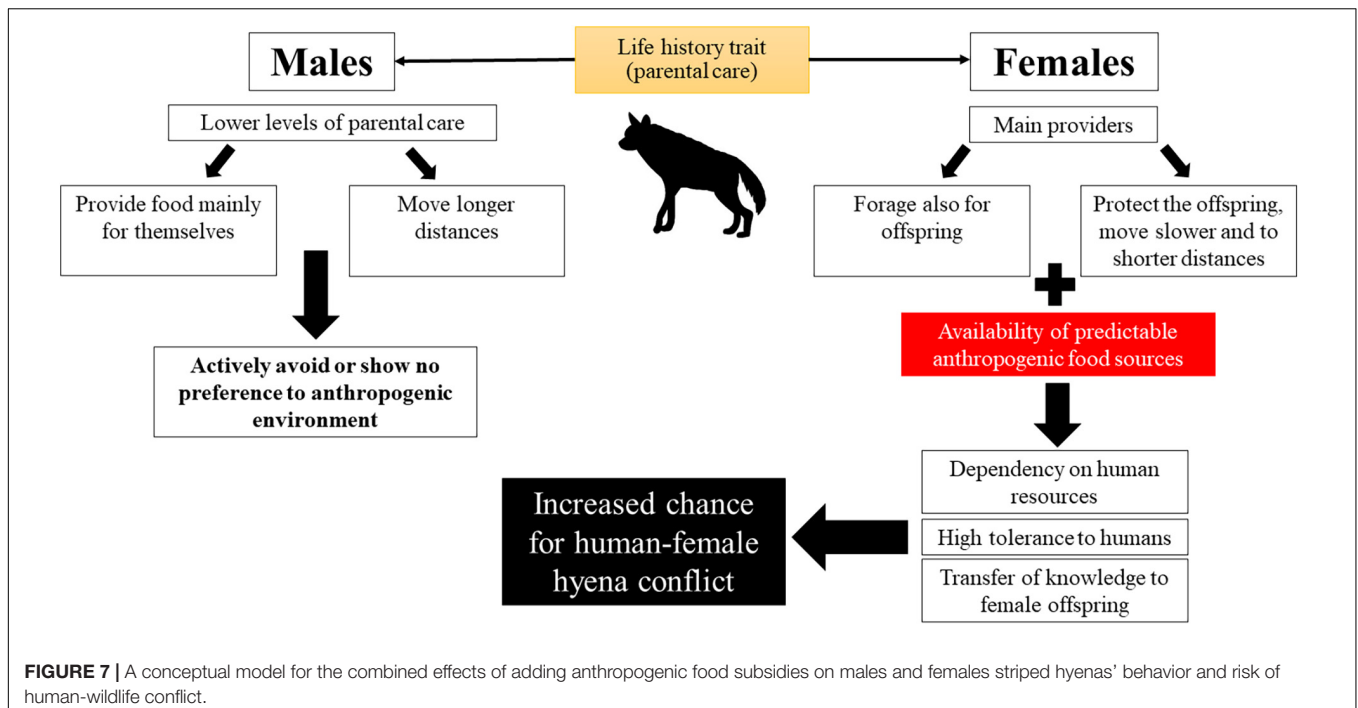 Life history trait
(parental care)
Males
Lower levels of parental care
Provide food mainly
for themselves
Move longer
distances
Actively avoid or show no
preference to anthropogenic
environment
Females
Main providers
Forage also for
offspring
Protect the offspring,
move slower and to
shorter distances
Availability of predictable
anthropogenic food sources
Dependency on human
resources
High tolerance to humans
Transfer of knowledge to
female offspring
Increased chance
for human-female
hyena conflict
FIGURE 7 | A conceptual model for the combined effects of adding anthropogenic food subsidies on males and females striped hyenas’ behavior and risk of
human-wildlife conflict.